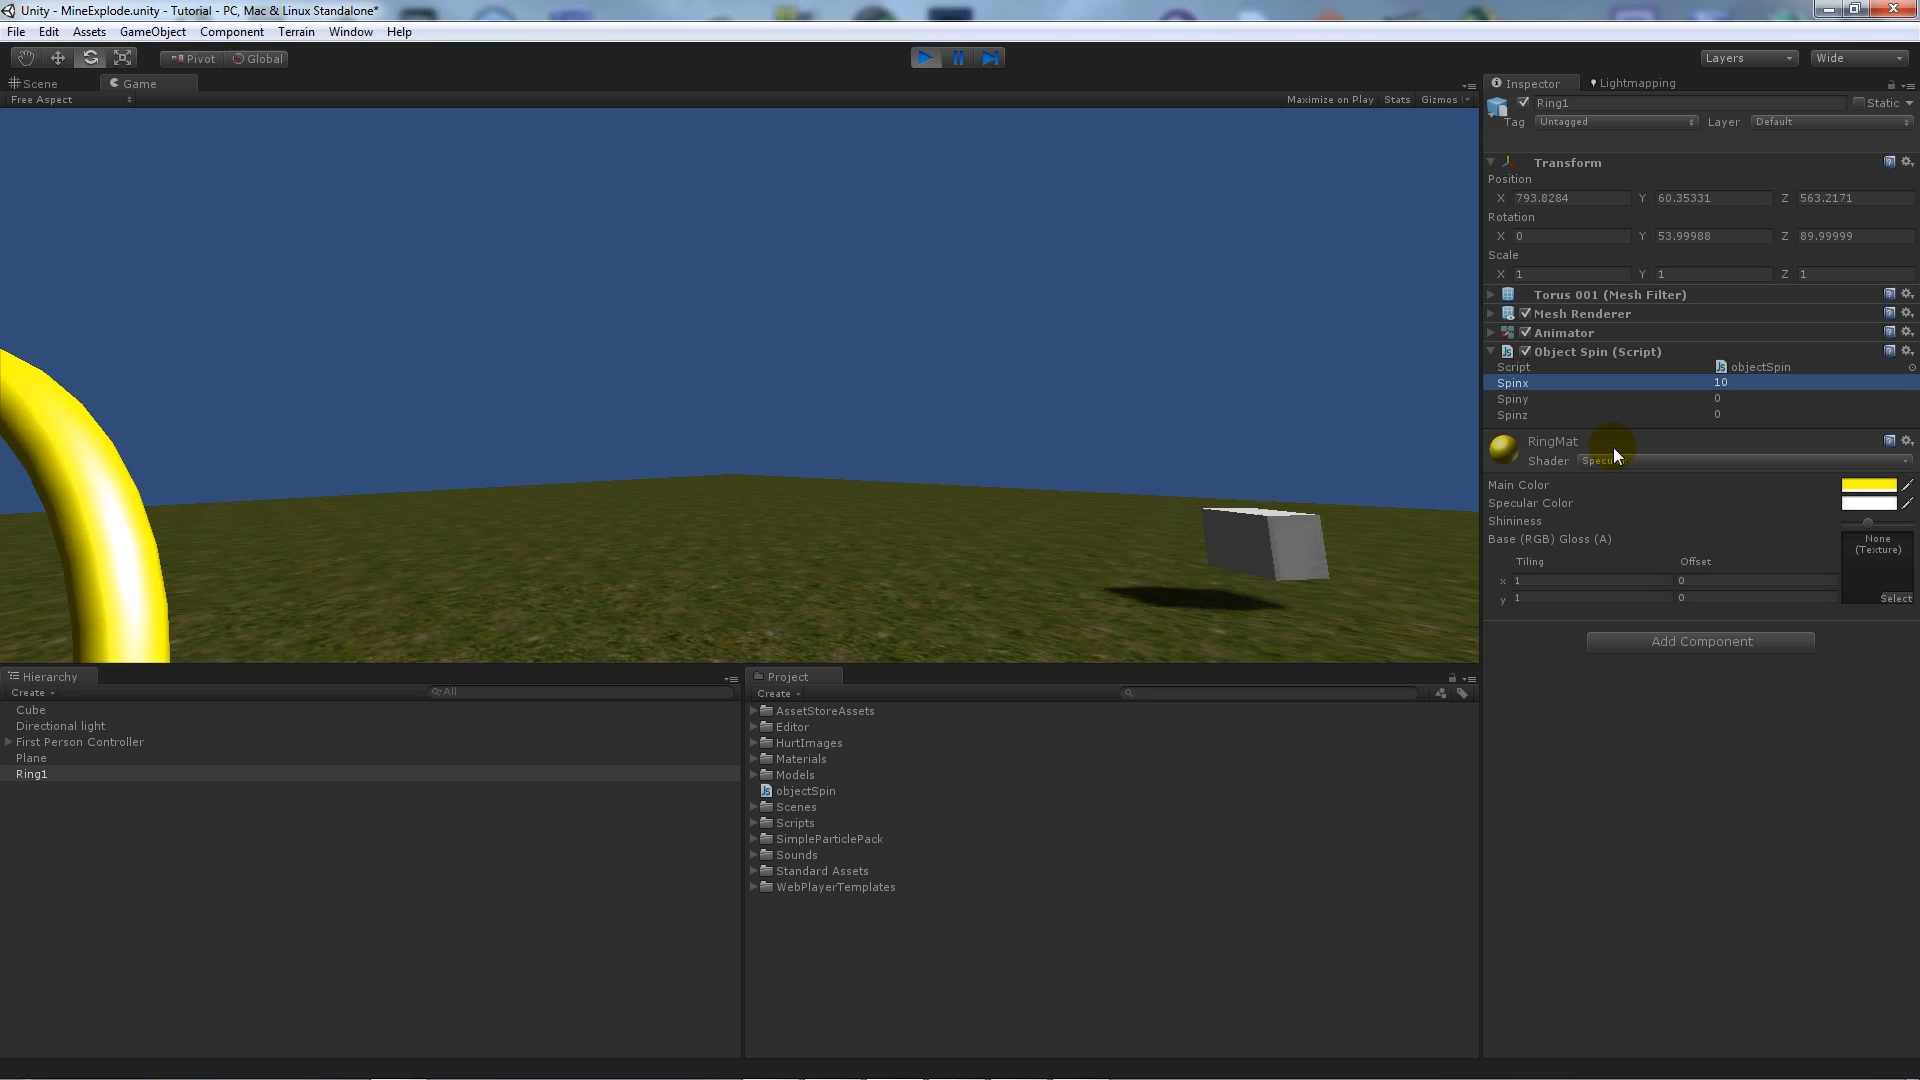 Unity - MineExplode.unity - Tutorial - PC, Mac & Linux Standalone*
File Edit Assets GameObject Component Terrain Window Help
Pivot Global Layers Wide
Scene Game
Free Aspect Maximize on Play Stats Gizmos
Inspector Lightmapping
Ring1 Static
Tag Untagged Layer Default
Transform
Position
X 793.8284 Y 60.35331 Z 563.2171
Rotation
X 0 Y 53.99988 Z 89.99999
Scale
X 1 Y 1 Z 1
Torus 001 (Mesh Filter)
Mesh Renderer
Animator
Object Spin (Script)
Script objectSpin
Spinx 10
Spiny 0
Spinz 0
RingMat
Shader
Main Color
Specular Color
Shininess
Base (RGB) Gloss (A)
None
(Texture)
Tiling Offset
x 1 0
y 1 0
Select
Add Component
Hierarchy
Create All
Cube
Directional light
First Person Controller
Plane
Ring1
Project
Create
AssetStoreAssets
Editor
HurtImages
Materials
Models
objectSpin
Scenes
Scripts
SimpleParticlePack
Sounds
Standard Assets
WebPlayerTemplates